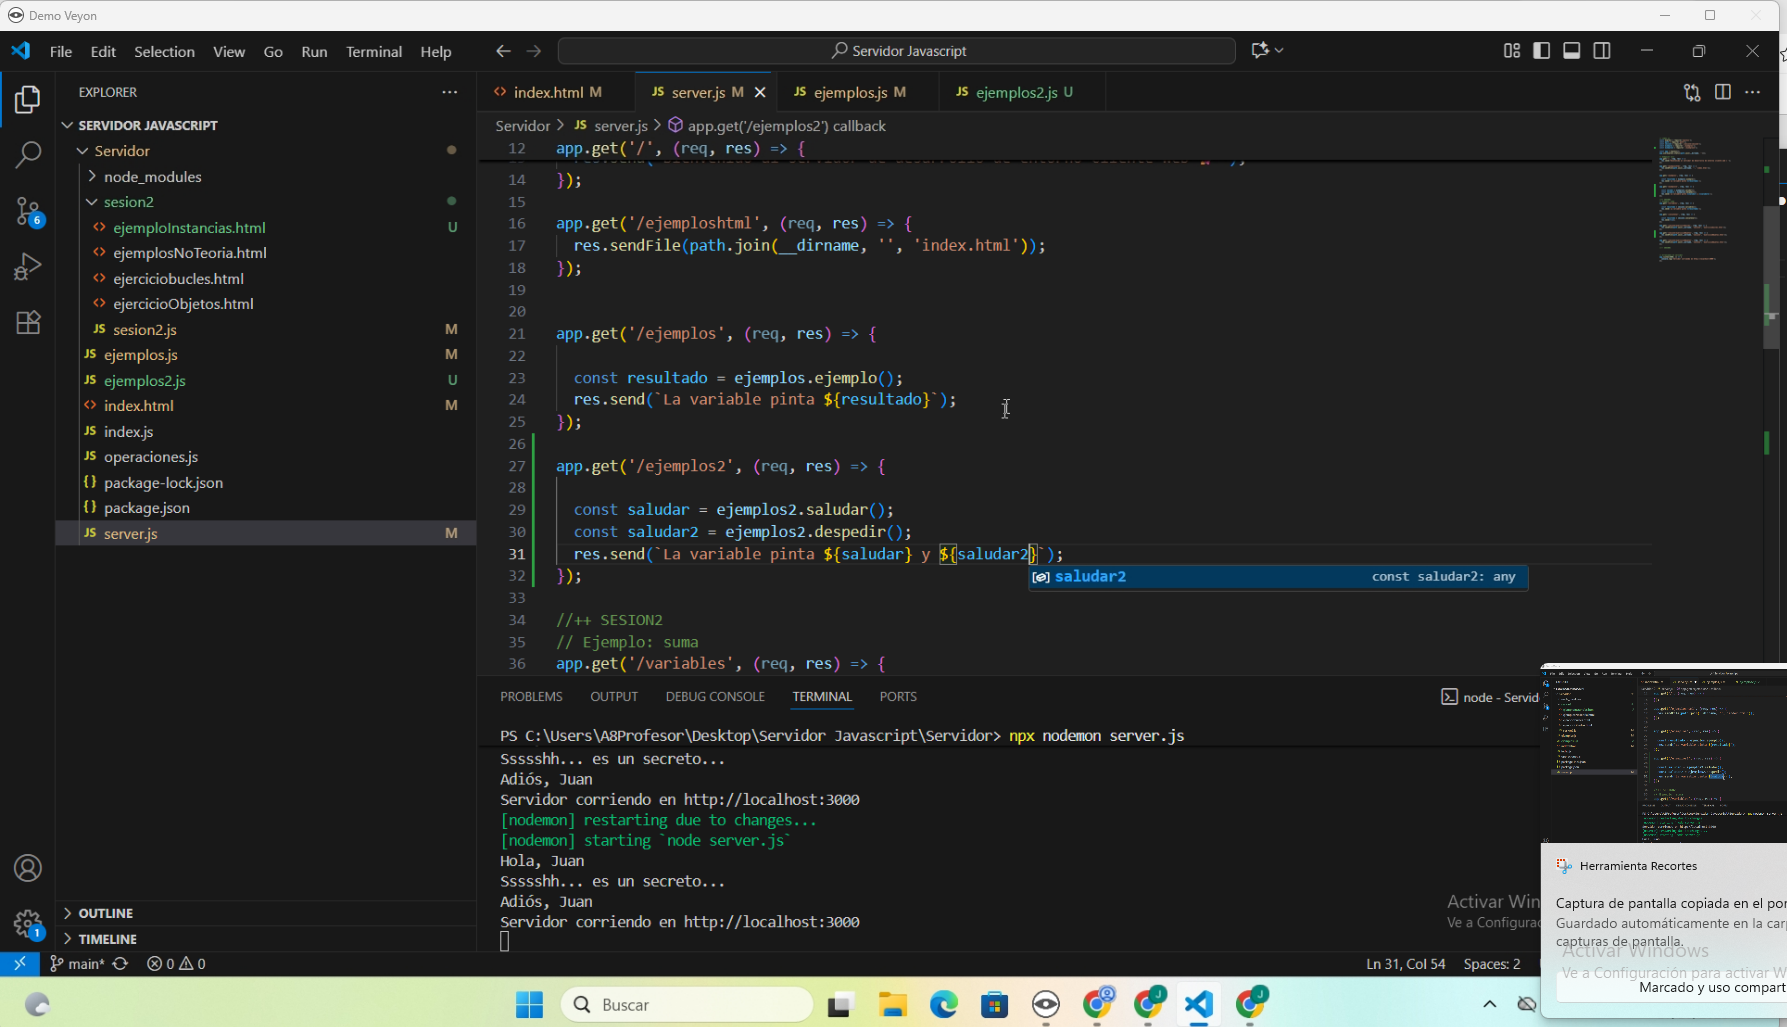 Demo Veyon
File Edit Selection View Go Run Terminal Help
Servidor Javascript
EXPLORER
SERVIDOR JAVASCRIPT
Servidor
node_modules
sesion2
ejemploInstancias.html U
ejemplosNoTeoria.html
ejerciciobucles.html
ejercicioObjetos.html
JS sesion2.js M
JS ejemplos.js M
JS ejemplos2.js U
index.html M
JS index.js
JS operaciones.js
{} package-lock.json
{} package.json
JS server.js M
OUTLINE
TIMELINE
index.html M
JS server.js M
JS ejemplos.js M
JS ejemplos2.js U
Servidor > JS server.js > app.get('/ejemplos2') callback
12 app.get('/', (req, res) => {
14 });
15
16 app.get('/ejemploshtml', (req, res) => {
17 res.sendFile(path.join(__dirname, '', 'index.html'));
18 });
19
20
21 app.get('/ejemplos', (req, res) => {
22
23 const resultado = ejemplos.ejemplo();
24 res.send(`La variable pinta ${resultado}`);
25 });
26
27 app.get('/ejemplos2', (req, res) => {
28
29 const saludar = ejemplos2.saludar();
30 const saludar2 = ejemplos2.despedir();
31 res.send(`La variable pinta ${saludar} y ${saludar2}`);
32 });
saludar2 const saludar2: any
33
34 //++ SESION2
35 // Ejemplo: suma
36 app.get('/variables', (req, res) => {
PROBLEMS OUTPUT DEBUG CONSOLE TERMINAL PORTS
node - Servid
PS C:\Users\A8Profesor\Desktop\Servidor Javascript\Servidor> npx nodemon server.js
Ssssshh... es un secreto...
Adiós, Juan
Servidor corriendo en http://localhost:3000
[nodemon] restarting due to changes...
[nodemon] starting `node server.js`
Hola, Juan
Ssssshh... es un secreto...
Adiós, Juan
Servidor corriendo en http://localhost:3000
Activar Win
Ve a Configurac
Herramienta Recortes
Captura de pantalla copiada en el por
Guardado automáticamente en la car
capturas de pantalla.
Activar Windows
Ve a Configuración para activar W
Marcado y uso compart
6
1
main* 0 0
Ln 31, Col 54 Spaces: 2
Buscar